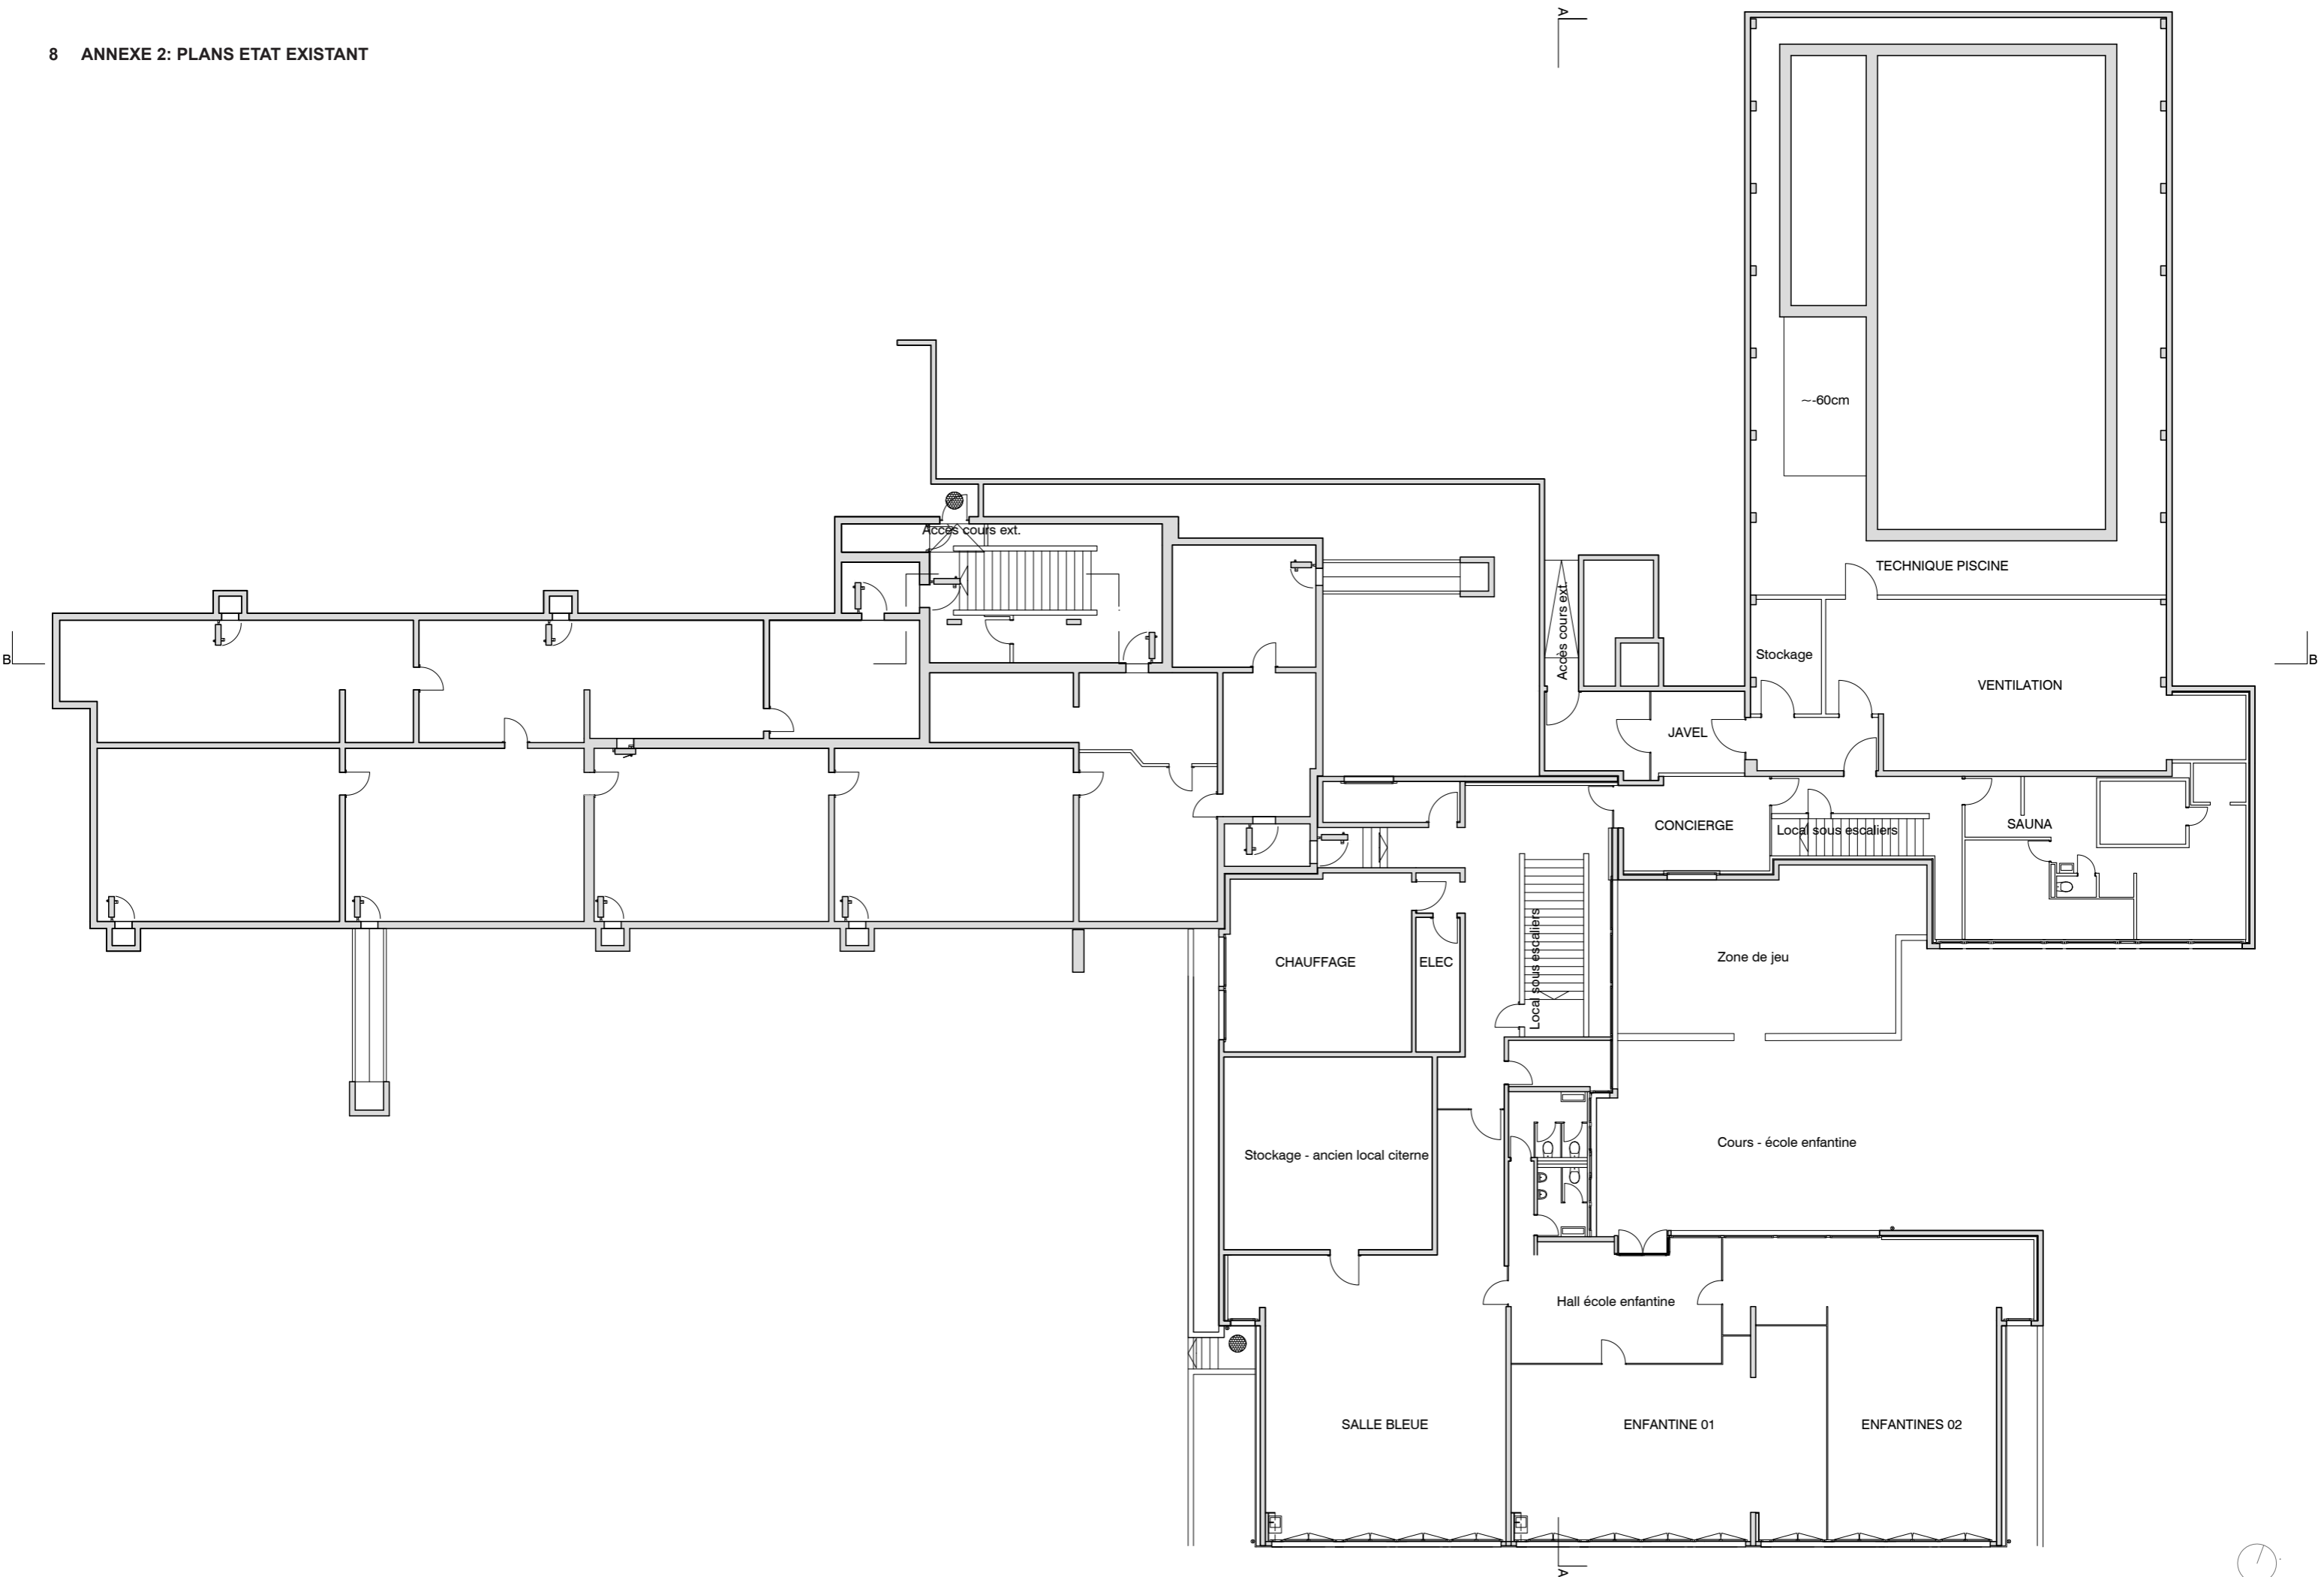 A
8 ANNEXE 2: PLANS ETAT EXISTANT
~-60cm
Accès cours ext.
TECHNIQUE PISCINE
Accès cours ext.
Stockage
B
B
VENTILATION
JAVEL
CONCIERGE
Local sous escaliers
SAUNA
Zone de jeu
CHAUFFAGE
ELEC
Local sous escaliers
Cours - école enfantine
Stockage - ancien local citerne
Hall école enfantine
SALLE BLEUE
ENFANTINE 01
ENFANTINES 02
A